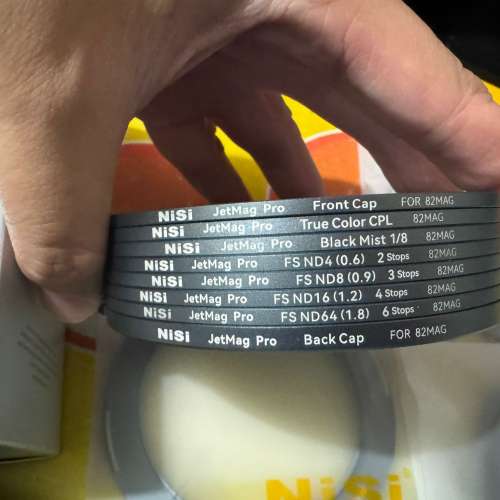 NiSi JetMag Pro Front Cap FOR 82MAG
NiSi JetMag Pro True Color CPL 82MAG
NiSi JetMag Pro Black Mist 1/8 82MAG
NiSi JetMag Pro FS ND4 (0.6) 2 Stops 82MAG
NiSi JetMag Pro FS ND8 (0.9) 3 Stops 82MAG
NiSi JetMag Pro FS ND16 (1.2) 4 Stops 82MAG
NiSi JetMag Pro FS ND64 (1.8) 6 Stops 82MAG
NiSi JetMag Pro Back Cap FOR 82MAG
NiSi